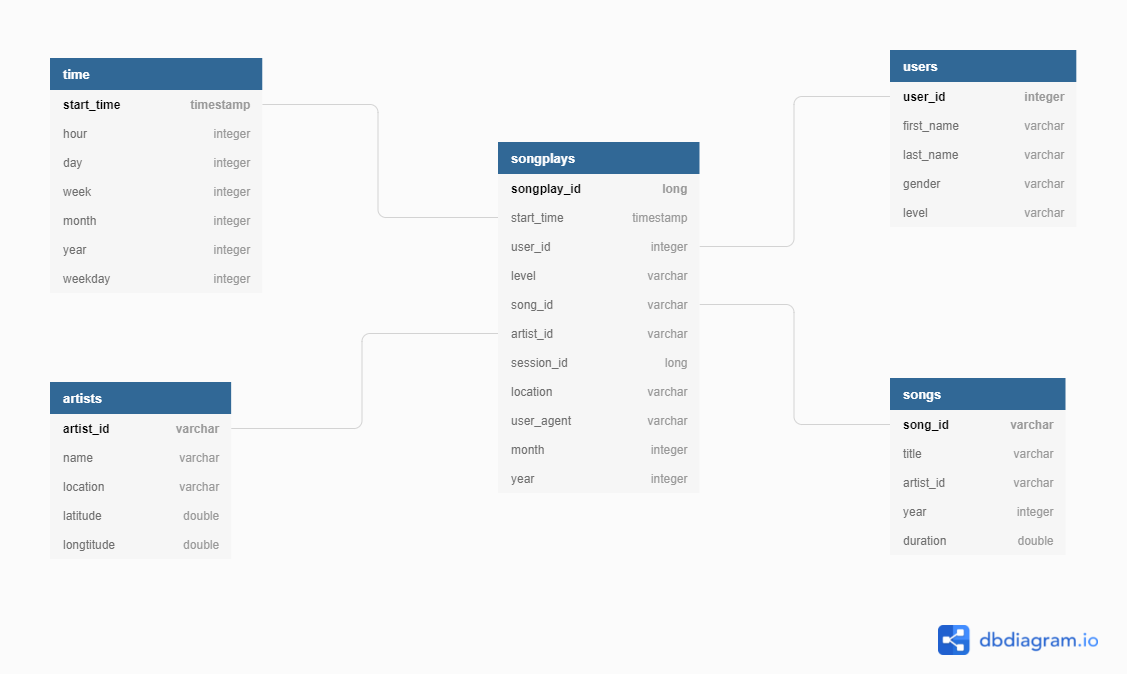 time
start_time timestamp
hour integer
day integer
week integer
month integer
year integer
weekday integer
artists
artist_id varchar
name varchar
location varchar
latitude double
longtitude double
songplays
songplay_id long
start_time timestamp
user_id integer
level varchar
song_id varchar
artist_id varchar
session_id long
location varchar
user_agent varchar
month integer
year integer
users
user_id integer
first_name varchar
last_name varchar
gender varchar
level varchar
songs
song_id varchar
title varchar
artist_id varchar
year integer
duration double
dbdiagram.io